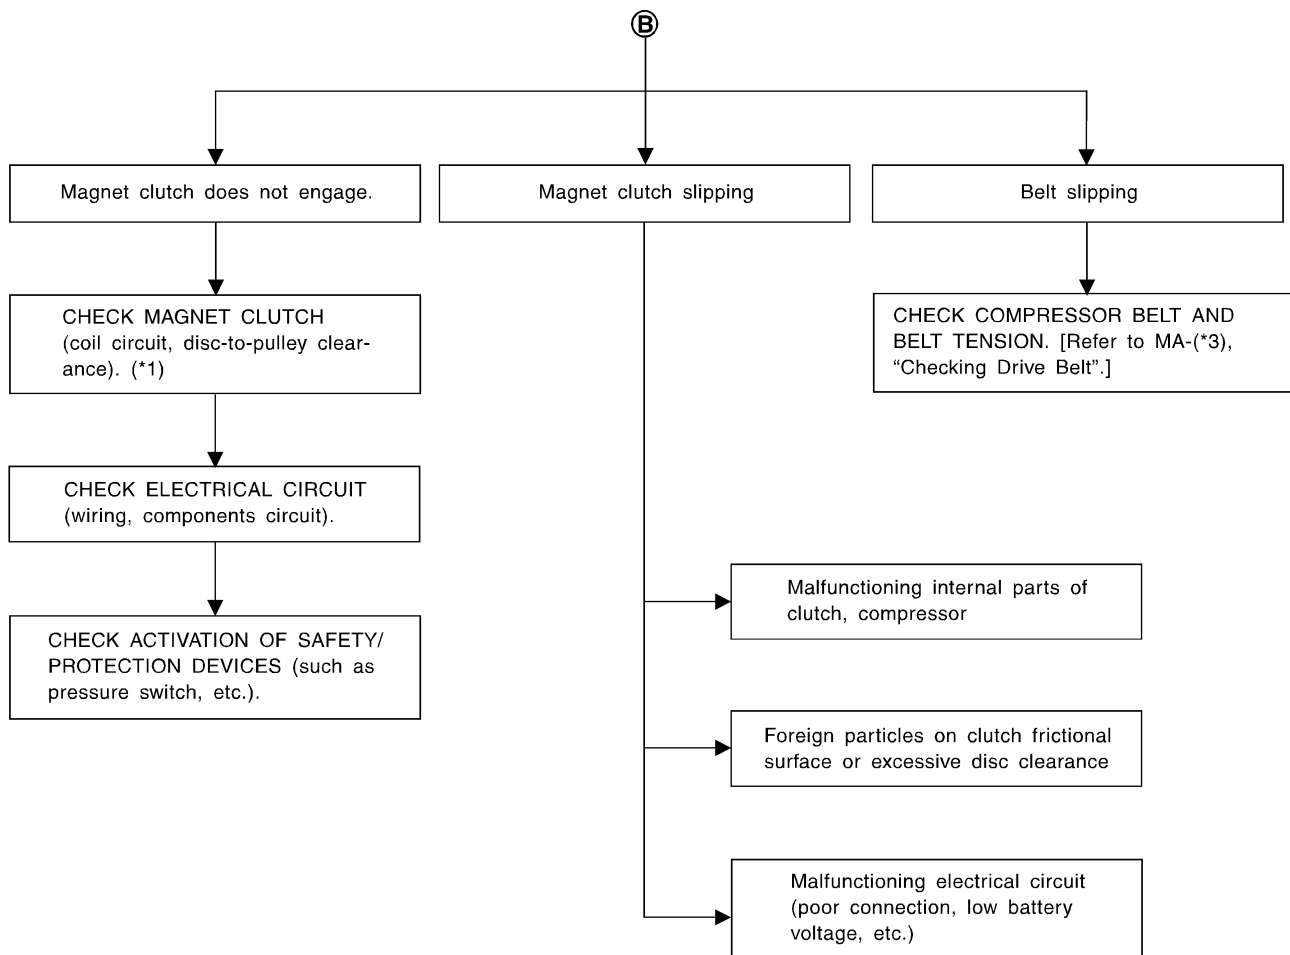 B
Magnet clutch does not engage.
Magnet clutch slipping
Belt slipping
CHECK MAGNET CLUTCH
(coil circuit, disc-to-pulley clear-
ance). (*1)
CHECK COMPRESSOR BELT AND
BELT TENSION. [Refer to MA-(*3),
“Checking Drive Belt”.]
CHECK ELECTRICAL CIRCUIT
(wiring, components circuit).
CHECK ACTIVATION OF SAFETY/
PROTECTION DEVICES (such as
pressure switch, etc.).
Malfunctioning internal parts of
clutch, compressor
Foreign particles on clutch frictional
surface or excessive disc clearance
Malfunctioning electrical circuit
(poor connection, low battery
voltage, etc.)